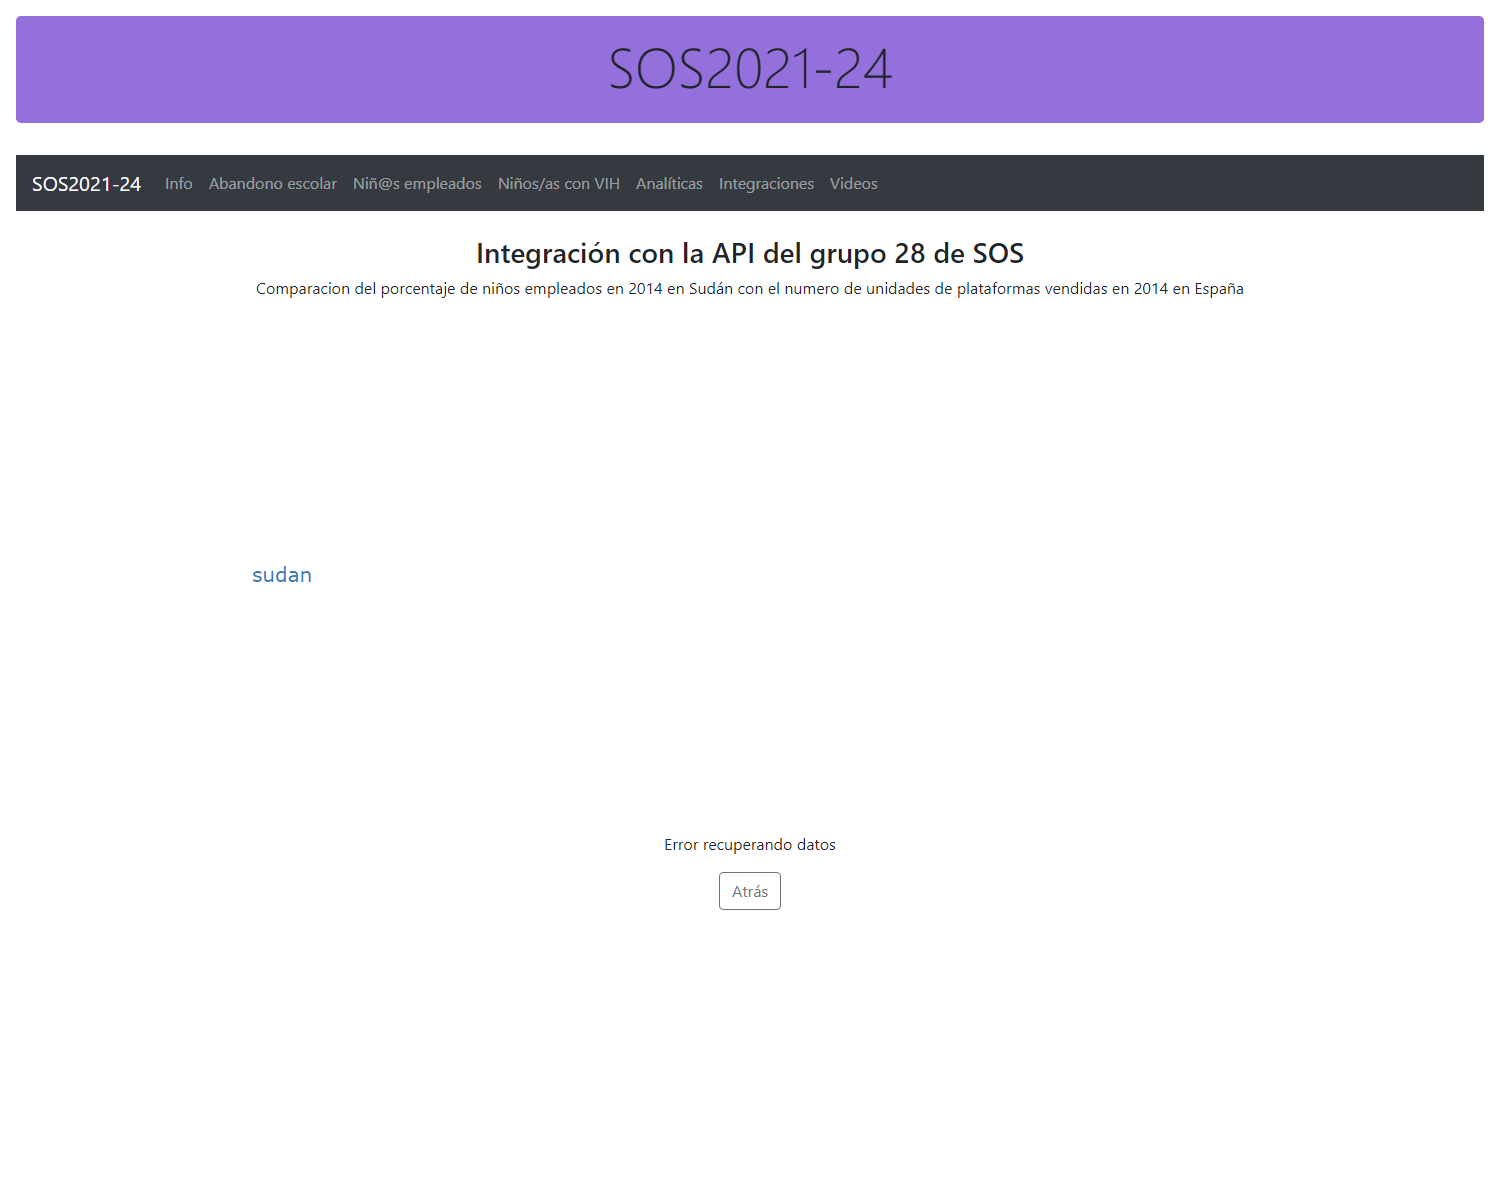 SOS2021-24
SOS2021-24 Info Abandono escolar Niñ@s empleados Niños/as con VIH Analíticas Integraciones Videos
Integración con la API del grupo 28 de SOS
Comparacion del porcentaje de niños empleados en 2014 en Sudán con el numero de unidades de plataformas vendidas en 2014 en España
sudan
Error recuperando datos
Atrás